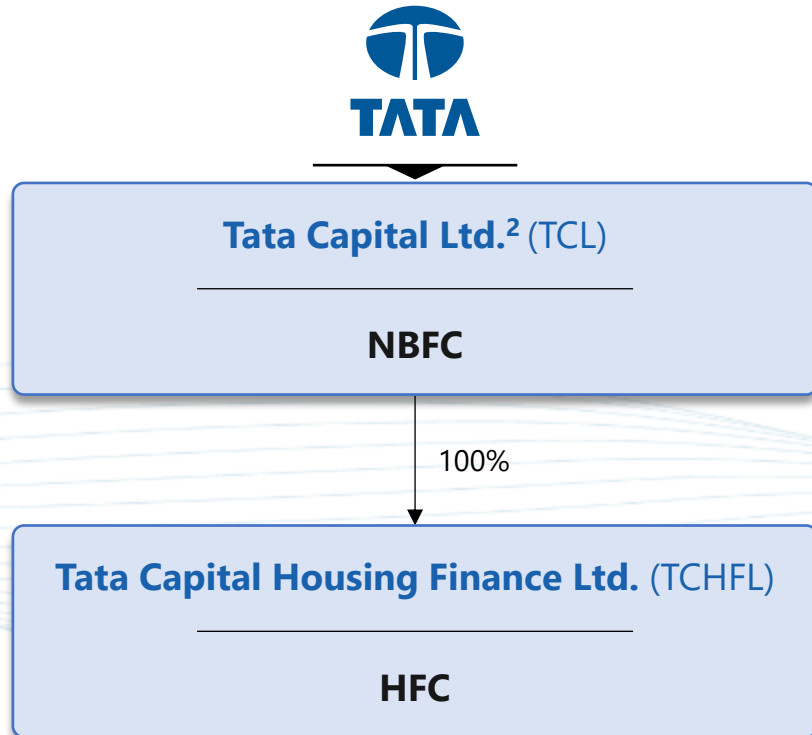 TATA
Tata Capital Ltd.² (TCL)
NBFC
100%
Tata Capital Housing Finance Ltd. (TCHFL)
HFC